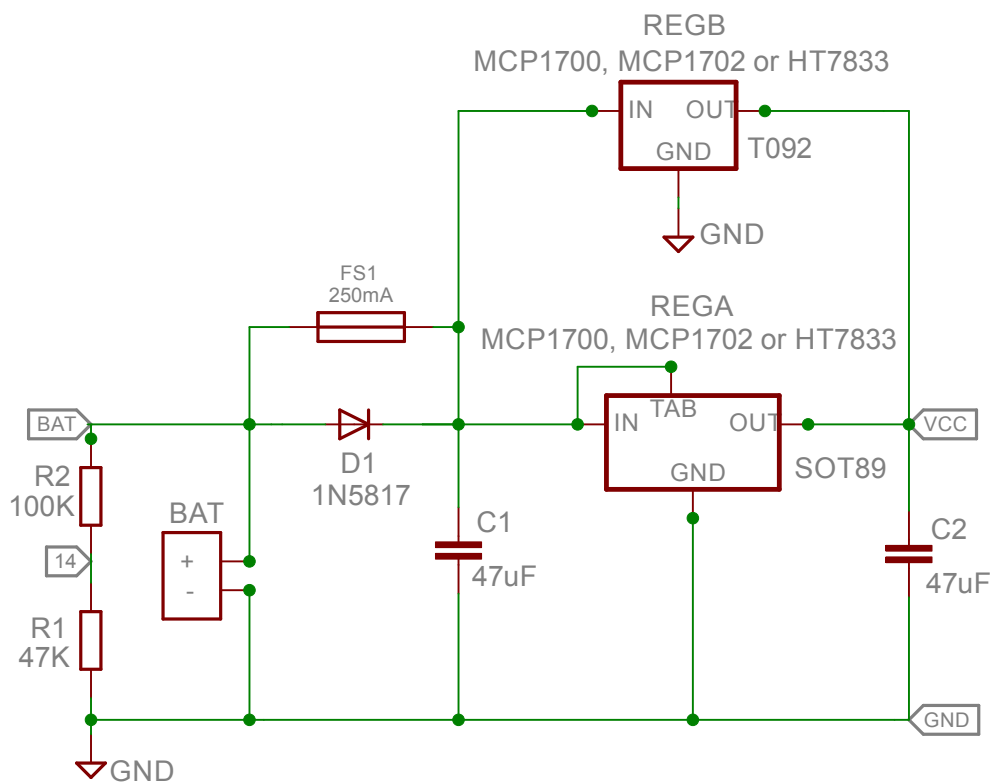 REGB
MCP1700, MCP1702 or HT7833
IN OUT
GND
T092
GND
FS1
250mA
REGA
MCP1700, MCP1702 or HT7833
TAB
IN OUT
GND
SOT89
BAT
VCC
D1
1N5817
R2
100K
BAT
+
-
14
C1
47uF
C2
47uF
R1
47K
GND
GND